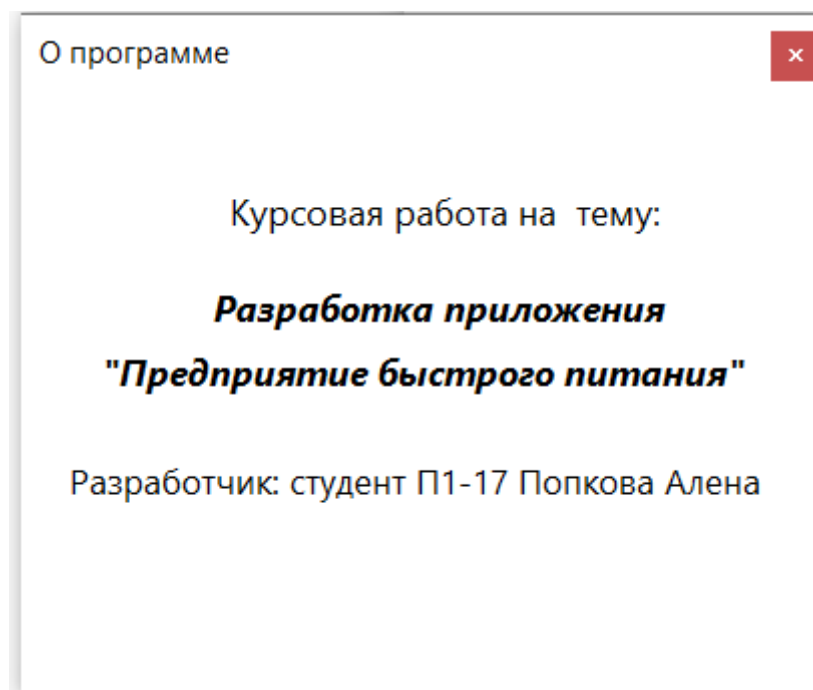 О программе
Курсовая работа на  тему:
Разработка приложения
"Предприятие быстрого питания"
Разработчик: студент П1-17 Попкова Алена